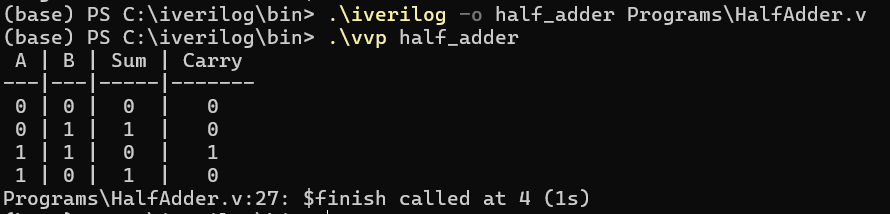 (base) PS C:\iverilog\bin> .\iverilog -o half_adder Programs\HalfAdder.v
(base) PS C:\iverilog\bin> .\vvp half_adder
 A | B | Sum | Carry
---|---|-----|-------
 0 | 0 |  0  |   0
 0 | 1 |  1  |   0
 1 | 1 |  0  |   1
 1 | 0 |  1  |   0
Programs\HalfAdder.v:27: $finish called at 4 (1s)